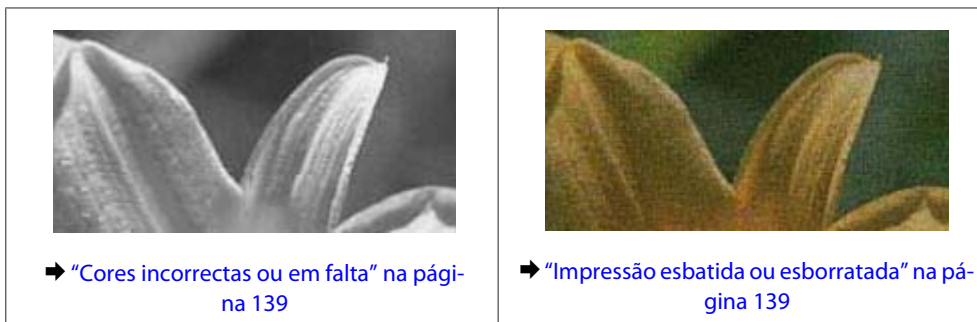 ➡ “Cores incorrectas ou em falta” na pági-
na 139
➡ “Impressão esbatida ou esborratada” na pá-
gina 139